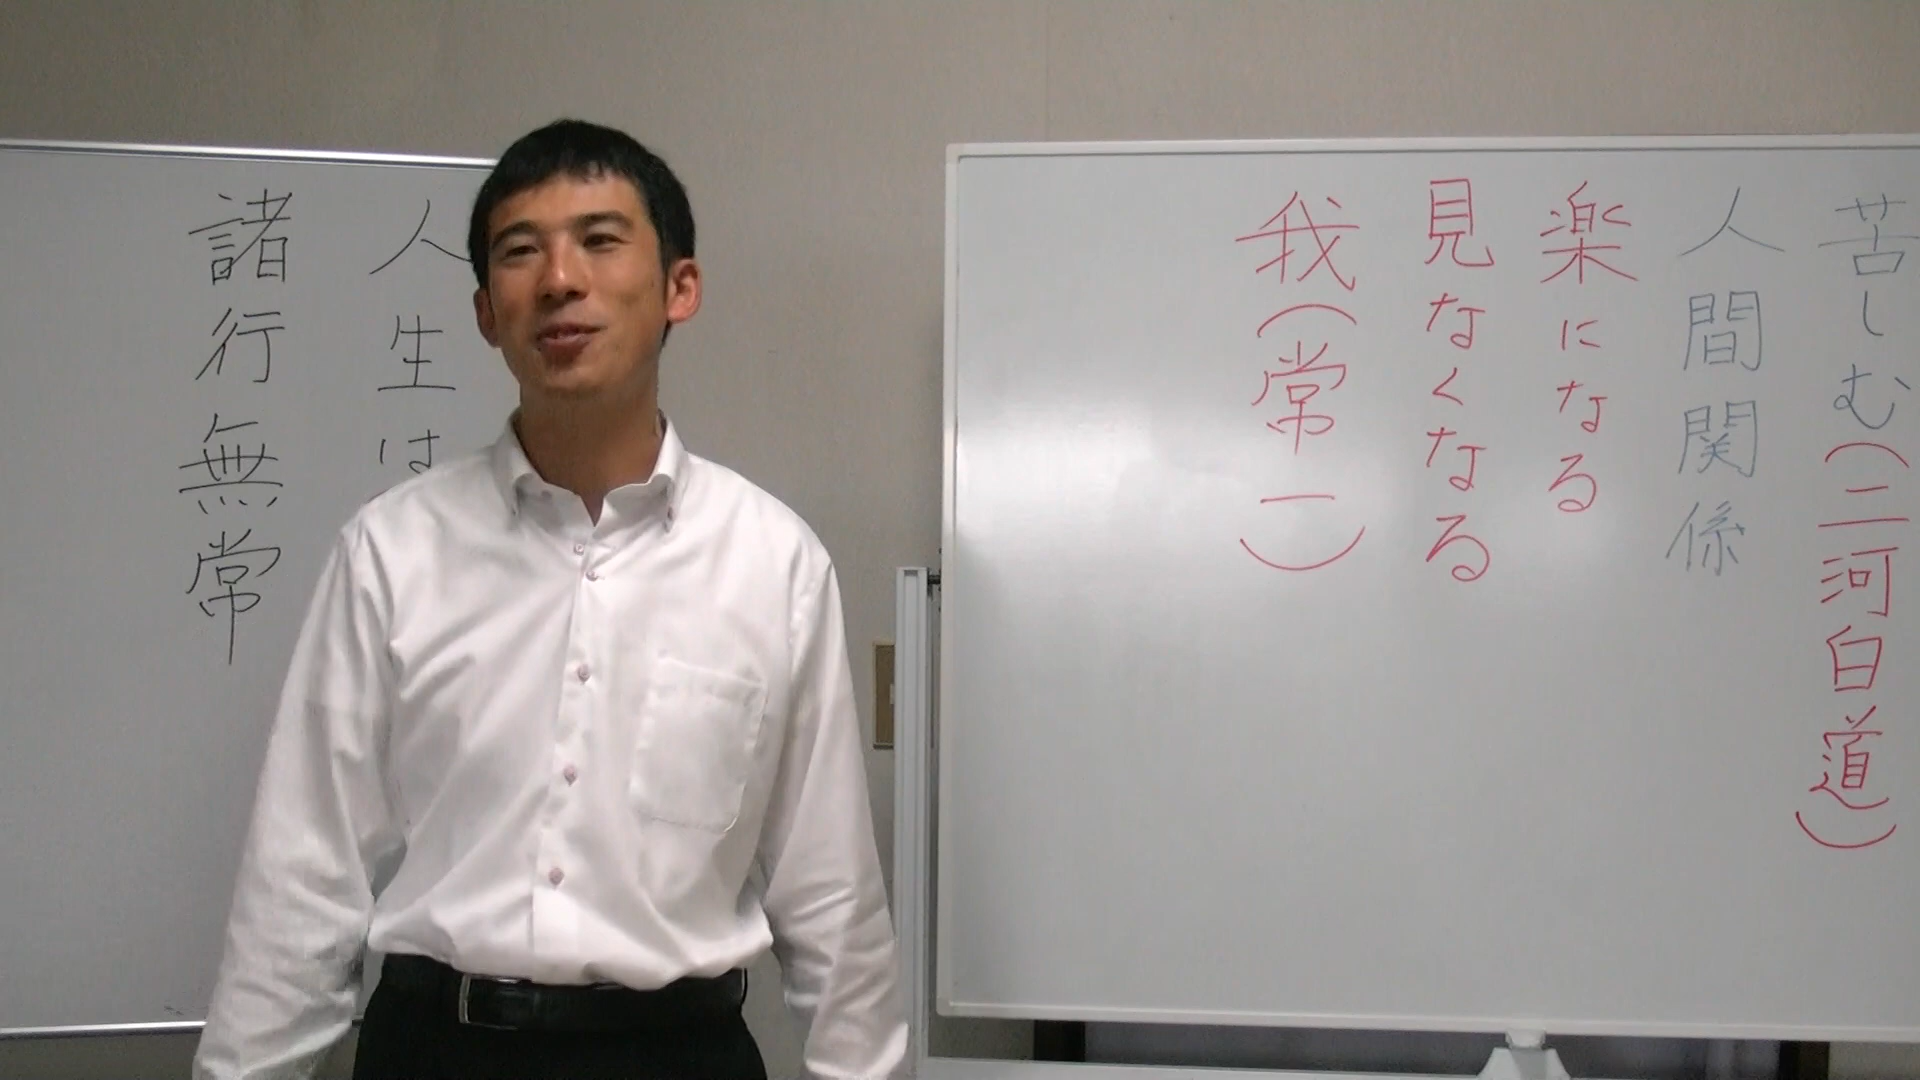 苦しむ(二河白道)
人間関係
楽になる
見なくなる
我(常一)
人生は
諸行無常